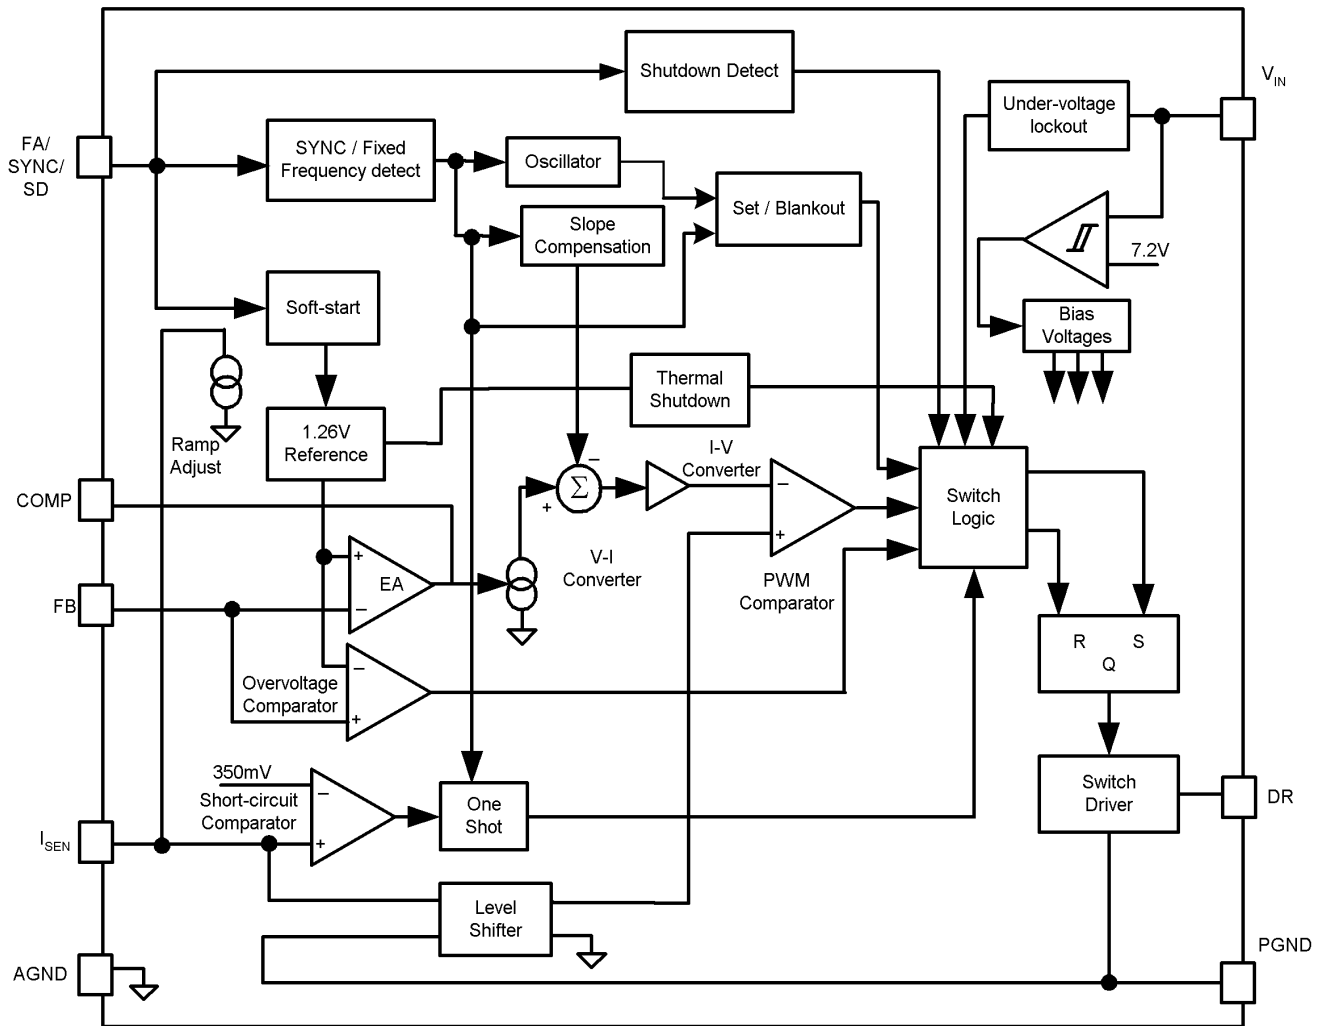 Shutdown Detect
V_IN
Under-voltage
lockout
FA/
SYNC/
SD
SYNC / Fixed
Frequency detect
Oscillator
Set / Blankout
Slope
Compensation
7.2V
Soft-start
Bias
Voltages
Thermal
Shutdown
1.26V
Reference
Ramp
Adjust
I-V
Converter
−
Σ
+
−
+
COMP
Switch
Logic
V-I
Converter
PWM
Comparator
+
EA
−
FB
R S
Q
−
Overvoltage
Comparator
+
350mV
−
Short-circuit
Comparator
+
One
Shot
Switch
Driver
DR
I_SEN
Level
Shifter
PGND
AGND